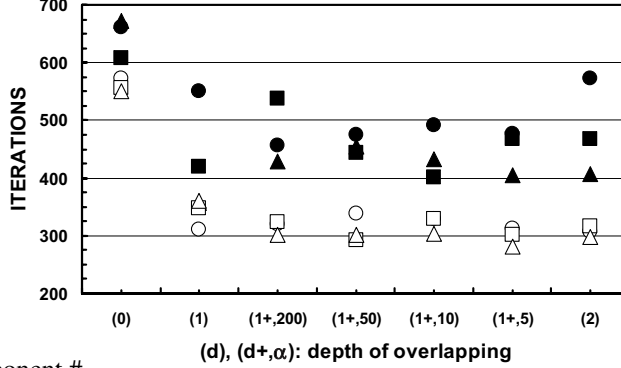 700
600
500
400
300
200
ITERATIONS
(0) (1) (1+,200) (1+,50) (1+,10) (1+,5) (2)
(d), (d+,α): depth of overlapping
onent #